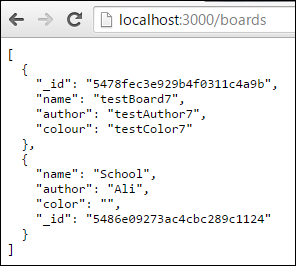 localhost:3000/boards
[
  {
    "_id": "5478fec3e929b4f0311c4a9b",
    "name": "testBoard7",
    "author": "testAuthor7",
    "colour": "testColor7"
  },
  {
    "name": "School",
    "author": "Ali",
    "color": "",
    "_id": "5486e09273ac4cbc289c1124"
  }
]